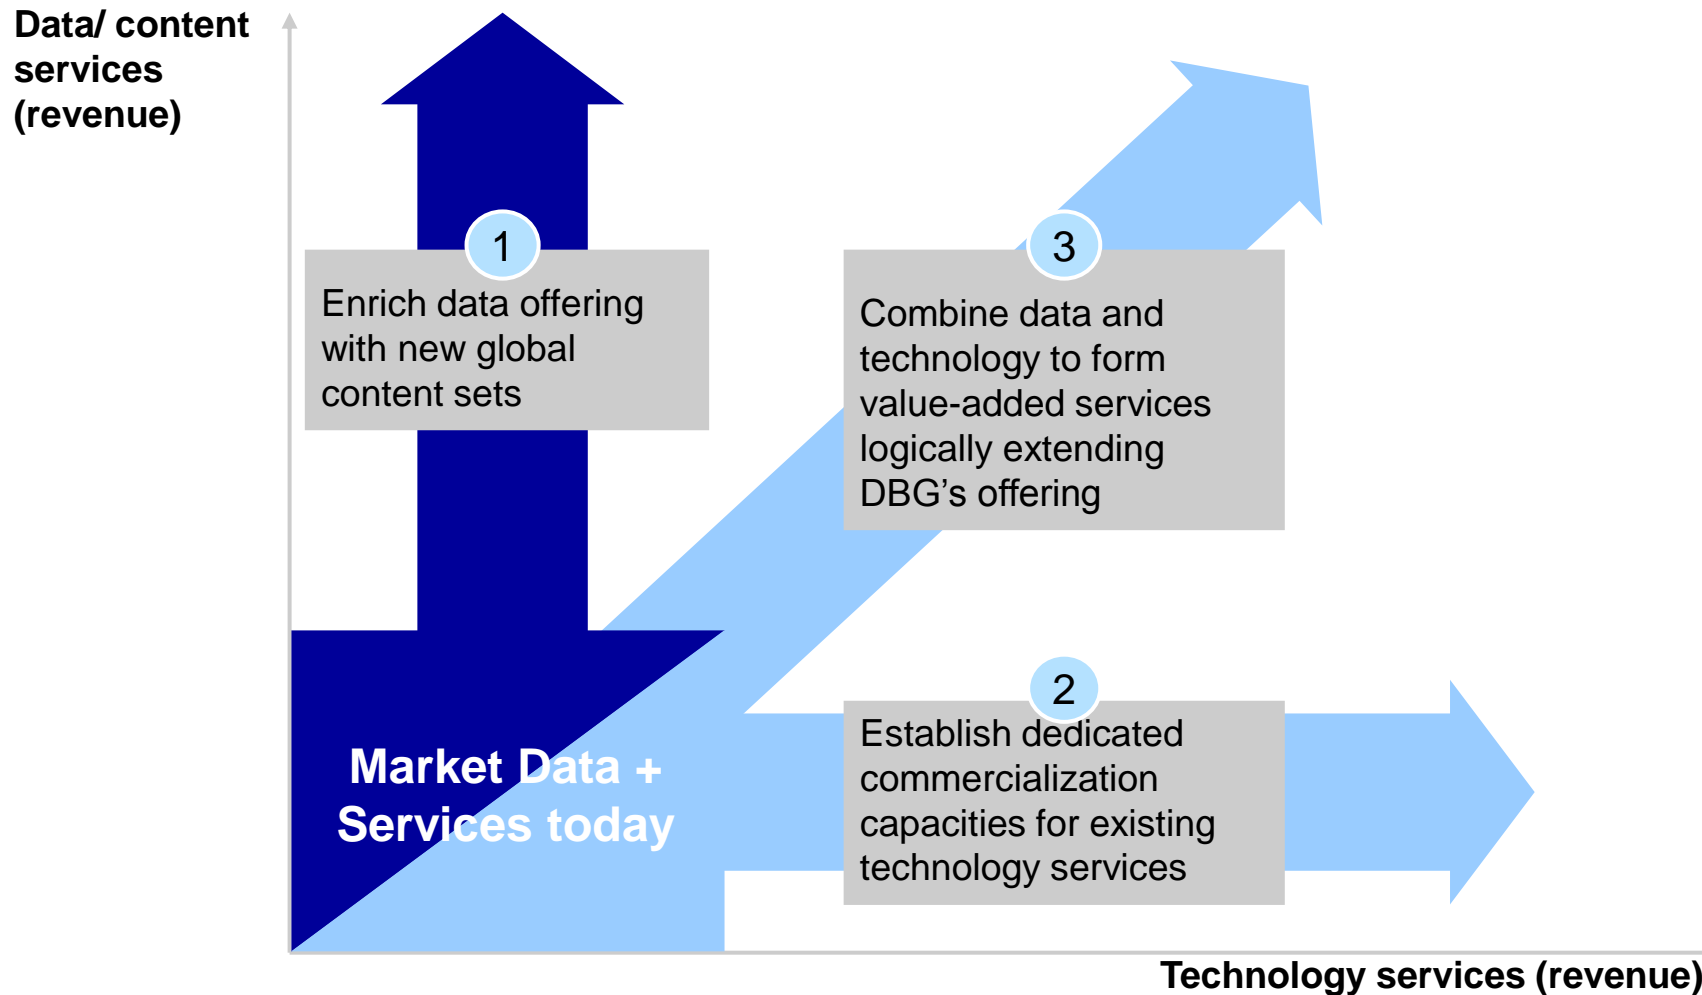 Data/ content
services
(revenue)
1
Enrich data offering
with new global
content sets
3
Combine data and
technology to form
value-added services
logically extending
DBG’s offering
2
Establish dedicated
commercialization
capacities for existing
technology services
Market Data +
Services today
Technology services (revenue)